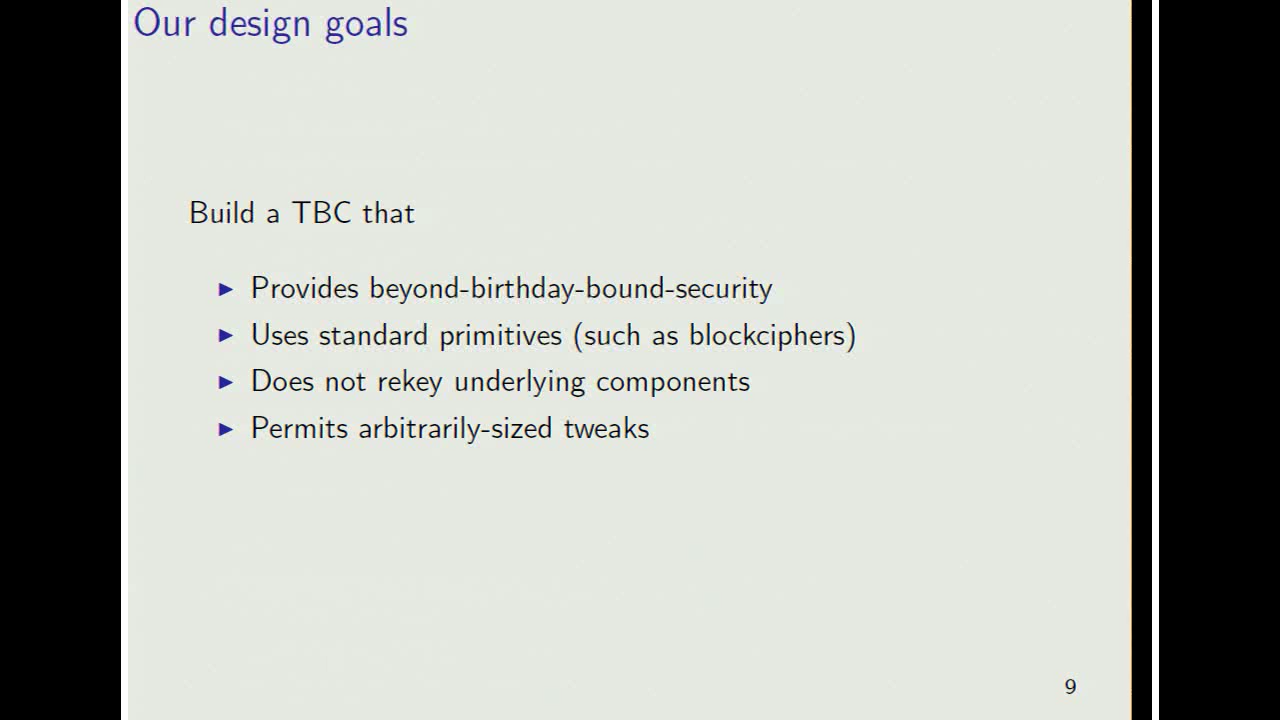 Our design goals
Build a TBC that
▶ Provides beyond-birthday-bound-security
▶ Uses standard primitives (such as blockciphers)
▶ Does not rekey underlying components
▶ Permits arbitrarily-sized tweaks
9